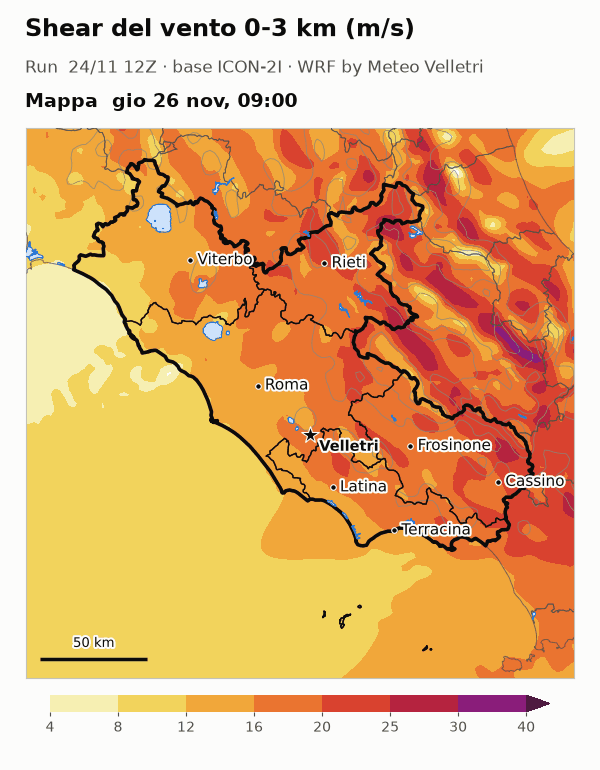 Shear del vento 0-3 km (m/s)
Run  24/11 12Z · base ICON-2I · WRF by Meteo Velletri
Mappa  gio 26 nov, 09:00
Viterbo
Rieti
Roma
Velletri
Frosinone
Latina
Cassino
Terracina
50 km
4 8 12 16 20 25 30 40